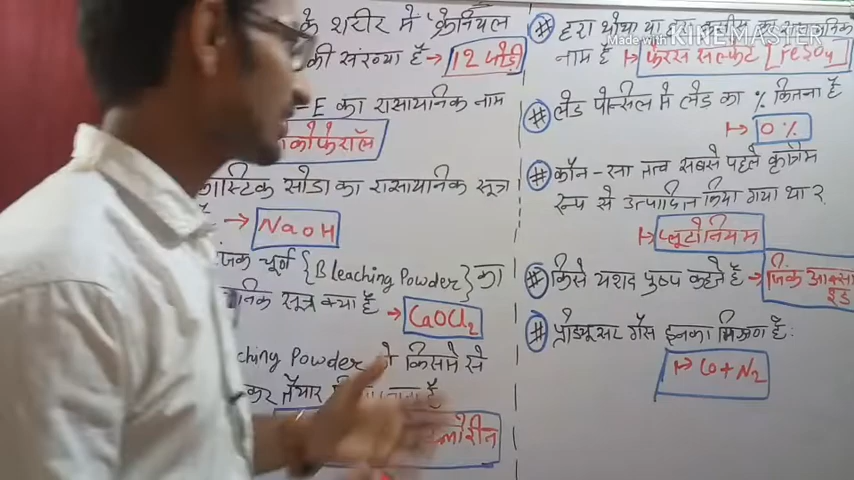 के शरीर में क्रेनियल
की संख्या है → 12 जोड़ी
-E का रासायनिक नाम
कोफेरॉल
कास्टिक सोडा का रासायनिक सूत्र
→ NaOH
चूर्ण {Bleaching Powder} का
सूत्र क्या है → CaOCl2
ching Powder को किसमे से
कर तैयार किया जाता है
क्लोरीन
# हरा थोथा या हरा
नाम है → फेरस सल्फेट [FeSO4]
# लेड पेन्सिल मे लेड का % कितना है
→ 0 %
# कौन-सा तत्व सबसे पहले कृत्रिम
रूप से उत्पादित किया गया था ?
→ प्लूटोनियम
# किसे यशद पुष्प कहते है → जिंक आक्सा
इड
# प्रोड्यूसर गैस इनका मिश्रण है:
→ CO + N2
Made with KINEMASTER